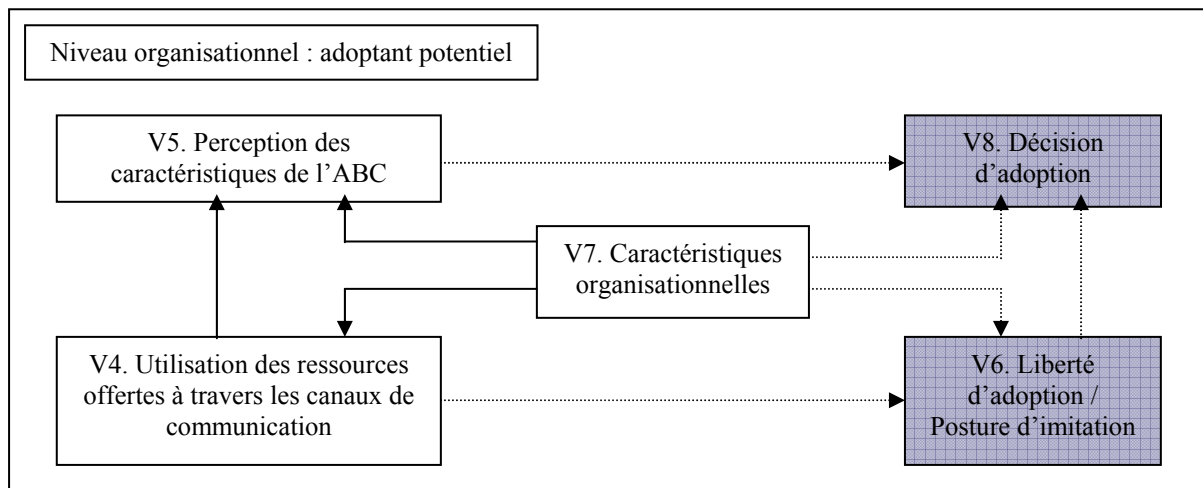 Niveau organisationnel : adoptant potentiel
V5. Perception des
caractéristiques de l’ABC
V8. Décision
d’adoption
V7. Caractéristiques
organisationnelles
V4. Utilisation des ressources
offertes à travers les canaux de
communication
V6. Liberté
d’adoption /
Posture d’imitation